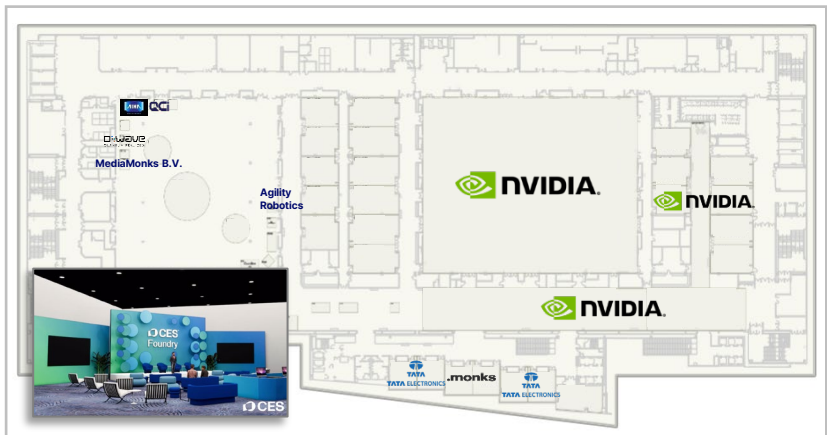 QCi
D:wave
MediaMonks B.V.
Agility
Robotics
NVIDIA.
NVIDIA.
NVIDIA.
CES
Foundry
CES
TATA
TATA ELECTRONICS
.monks
TATA
TATA ELECTRONICS